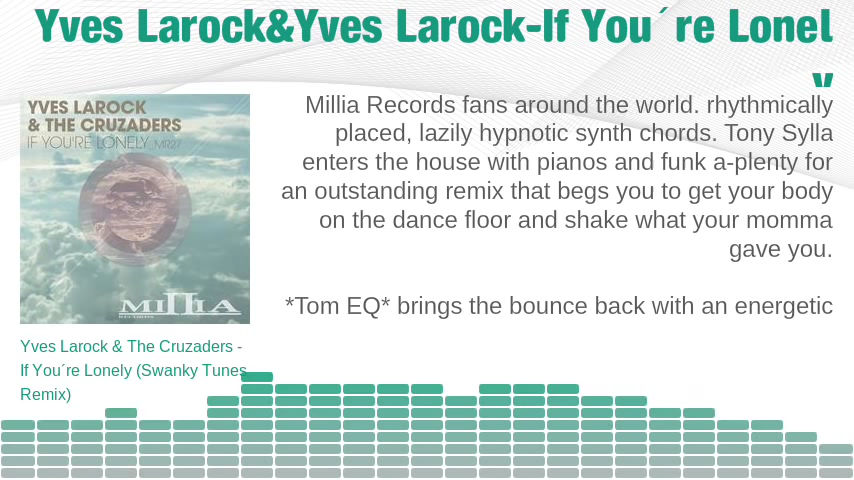 Yves Larock&Yves Larock-If You´re Lonel
y
Millia Records fans around the world. rhythmically
placed, lazily hypnotic synth chords. Tony Sylla
enters the house with pianos and funk a-plenty for
an outstanding remix that begs you to get your body
on the dance floor and shake what your momma
gave you.
*Tom EQ* brings the bounce back with an energetic
YVES LAROCK
& THE CRUZADERS
IF YOU'RE LONELY MR27
MILLIA
RECORDS
Yves Larock & The Cruzaders -
If You´re Lonely (Swanky Tunes
Remix)